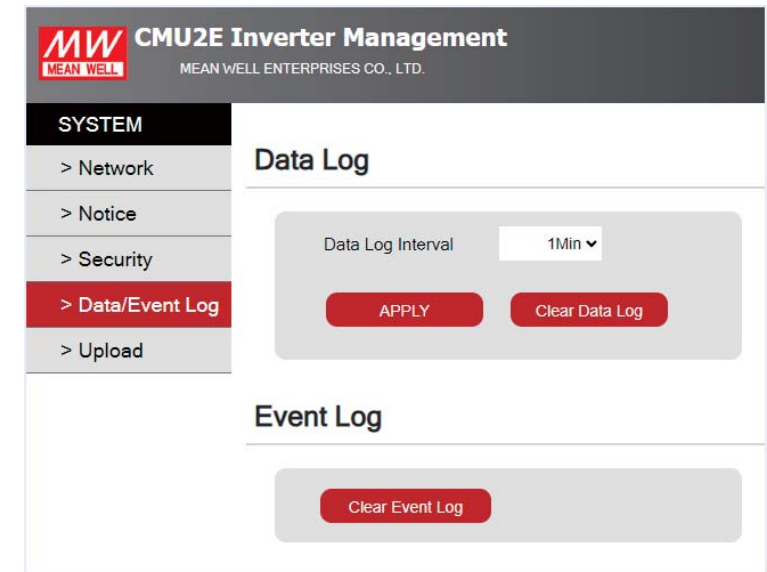 MW
MEAN WELL
CMU2E Inverter Management
MEAN WELL ENTERPRISES CO., LTD.
SYSTEM
> Network
> Notice
> Security
> Data/Event Log
> Upload
Data Log
Data Log Interval 1Min
APPLY Clear Data Log
Event Log
Clear Event Log